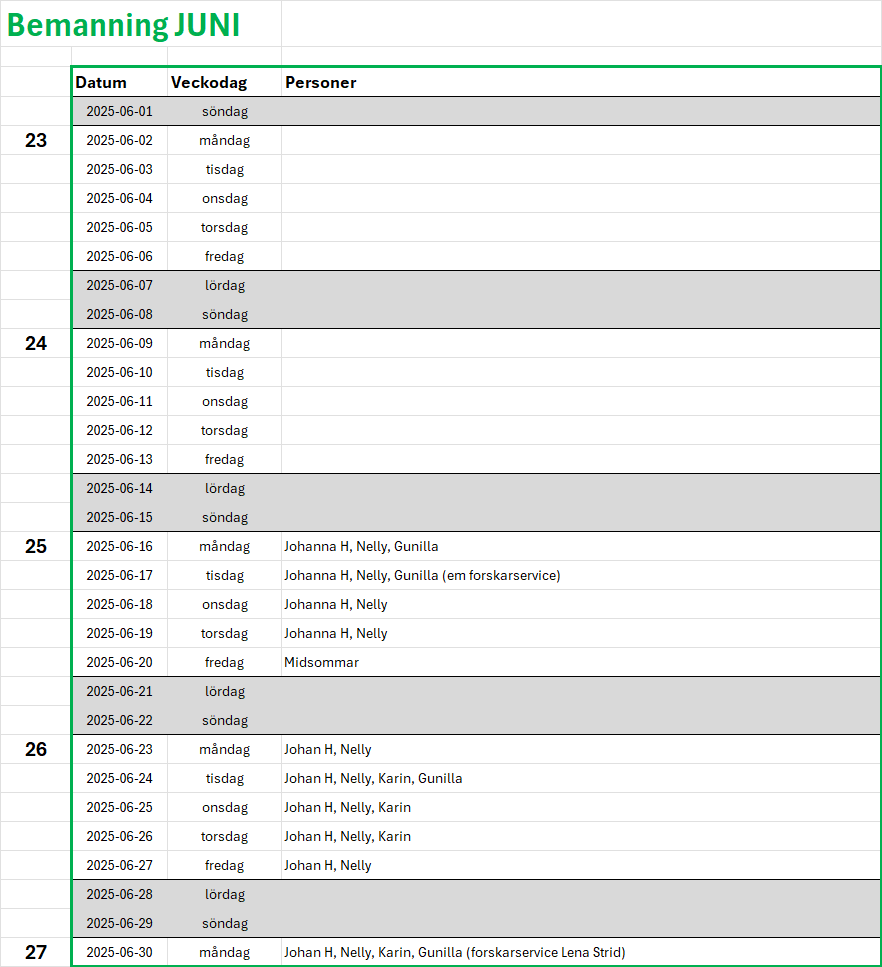 Bemanning JUNI
Datum Veckodag Personer
2025-06-01 söndag
23 2025-06-02 måndag
2025-06-03 tisdag
2025-06-04 onsdag
2025-06-05 torsdag
2025-06-06 fredag
2025-06-07 lördag
2025-06-08 söndag
24 2025-06-09 måndag
2025-06-10 tisdag
2025-06-11 onsdag
2025-06-12 torsdag
2025-06-13 fredag
2025-06-14 lördag
2025-06-15 söndag
25 2025-06-16 måndag Johanna H, Nelly, Gunilla
2025-06-17 tisdag Johanna H, Nelly, Gunilla (em forskarservice)
2025-06-18 onsdag Johanna H, Nelly
2025-06-19 torsdag Johanna H, Nelly
2025-06-20 fredag Midsommar
2025-06-21 lördag
2025-06-22 söndag
26 2025-06-23 måndag Johan H, Nelly
2025-06-24 tisdag Johan H, Nelly, Karin, Gunilla
2025-06-25 onsdag Johan H, Nelly, Karin
2025-06-26 torsdag Johan H, Nelly, Karin
2025-06-27 fredag Johan H, Nelly
2025-06-28 lördag
2025-06-29 söndag
27 2025-06-30 måndag Johan H, Nelly, Karin, Gunilla (forskarservice Lena Strid)